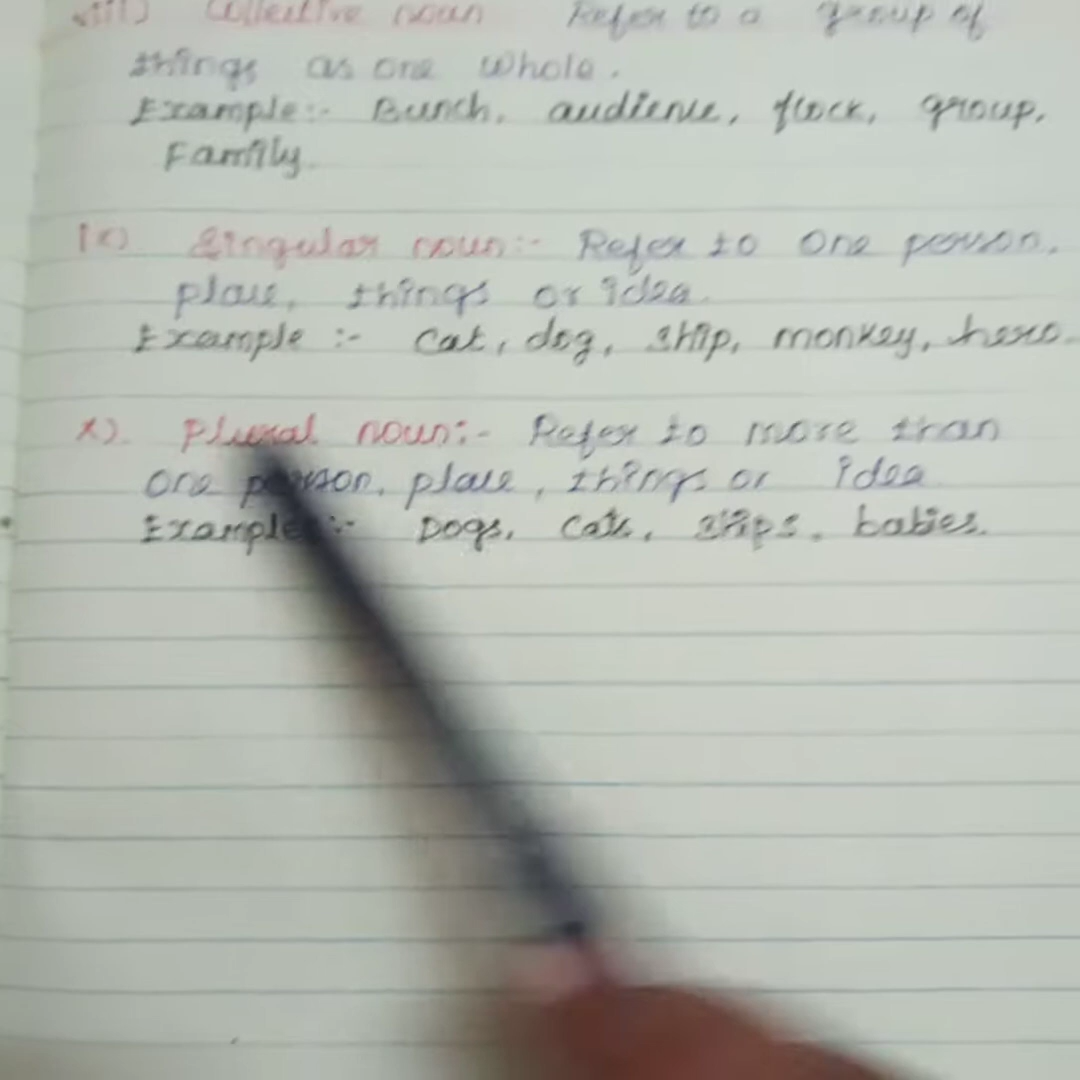 viii) Collective noun Refer to a group of
things as one whole.
Example:- Bunch, audience, flock, group,
Family.
ix) Singular noun:- Refer to one person,
place, things or idea.
Example :- Cat, dog, ship, monkey, hero.
x). Plural noun:- Refer to more than
one person, place, things or idea
Example:- Dogs, Cats, ships, babies.